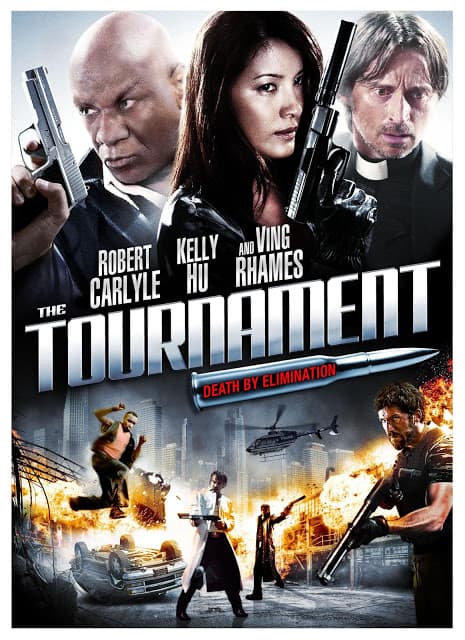 ROBERT CARLYLE
KELLY HU
AND VING RHAMES
THE
TOURNAMENT
DEATH BY ELIMINATION